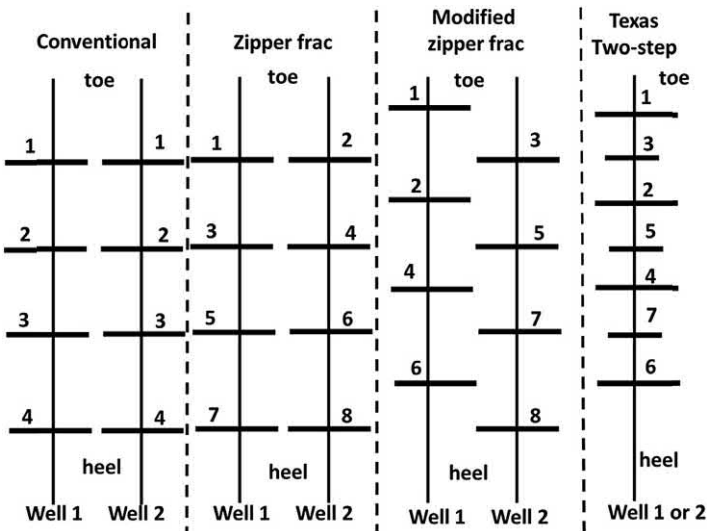 Conventional
toe
1 1
2 2
3 3
4 4
heel
Well 1 Well 2
Zipper frac
toe
1 2
3 4
5 6
7 8
heel
Well 1 Well 2
Modified
zipper frac
toe
1
3
2
5
4
7
6
8
heel
Well 1 Well 2
Texas
Two-step
toe
1
3
2
5
4
7
6
heel
Well 1 or 2